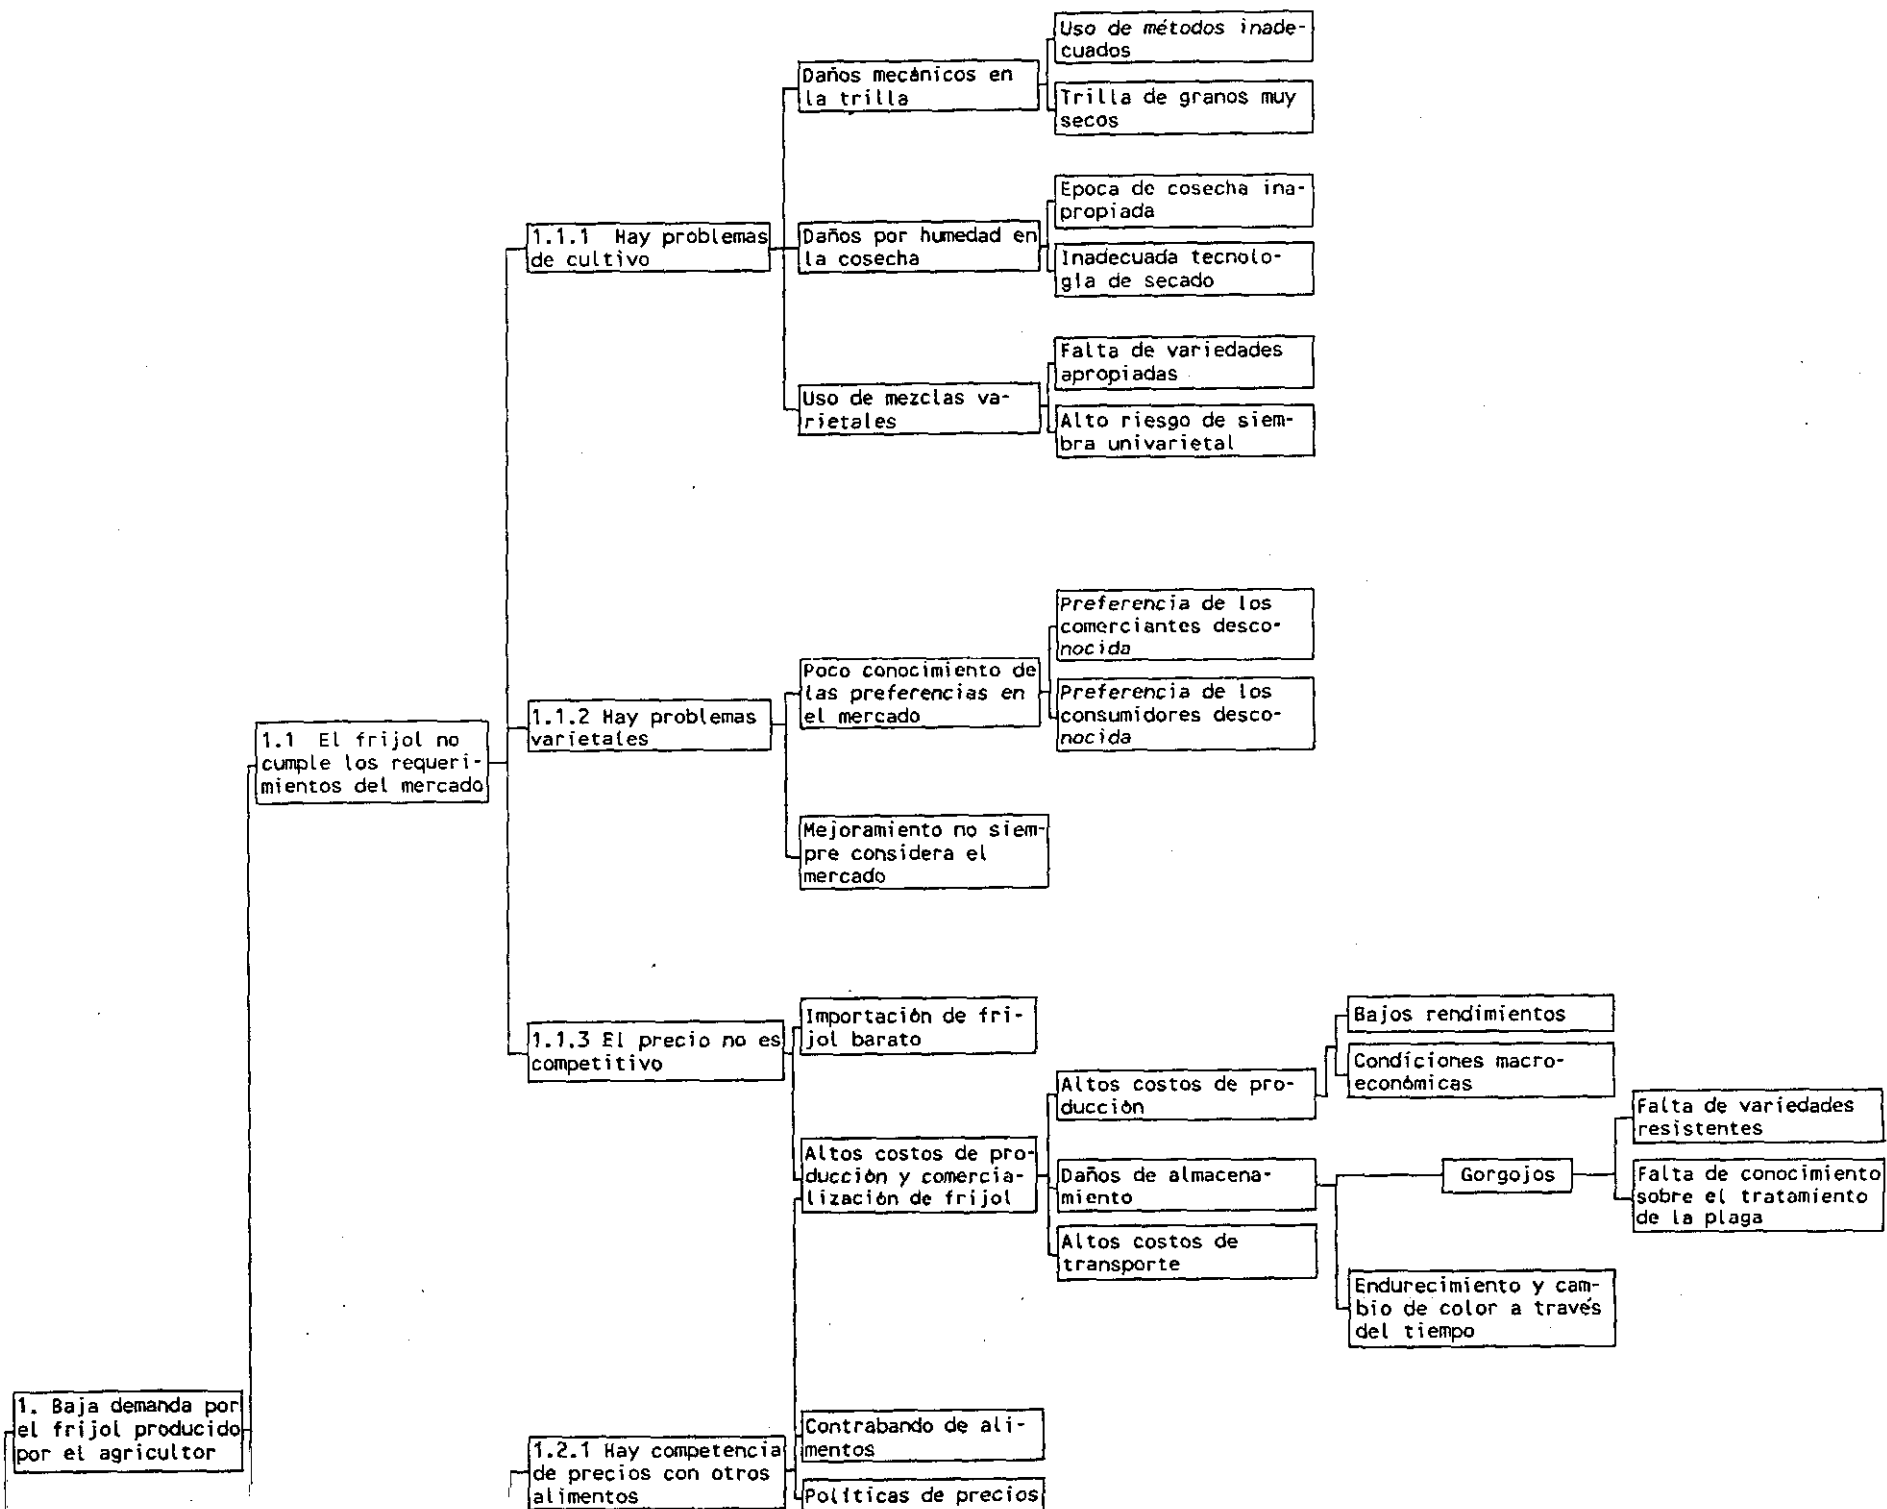 Uso de métodos inade-
cuados
Daños mecánicos en
la trilla
Trilla de granos muy
secos
Epoca de cosecha ina-
propiada
1.1.1 Hay problemas
de cultivo
Daños por humedad en
la cosecha
Inadecuada tecnolo-
gía de secado
Falta de variedades
apropiadas
Uso de mezclas va-
rietales
Alto riesgo de siem-
bra univarietal
Preferencia de los
comerciantes desco-
nocida
Poco conocimiento de
las preferencias en
el mercado
Preferencia de los
consumidores desco-
nocida
1.1.2 Hay problemas
varietales
1.1 El frijol no
cumple los requeri-
mientos del mercado
Mejoramiento no siem-
pre considera el
mercado
Importación de fri-
jol barato
1.1.3 El precio no es
competitivo
Bajos rendimientos
Condiciones macro-
económicas
Altos costos de pro-
ducción
Falta de variedades
resistentes
Altos costos de pro-
ducción y comercia-
lización de frijol
Daños de almacena-
miento
Gorgojos
Falta de conocimiento
sobre el tratamiento
de la plaga
Altos costos de
transporte
Endurecimiento y cam-
bio de color a través
del tiempo
1. Baja demanda por
el frijol producido
por el agricultor
Contrabando de ali-
mentos
1.2.1 Hay competencia
de precios con otros
alimentos
Políticas de precios